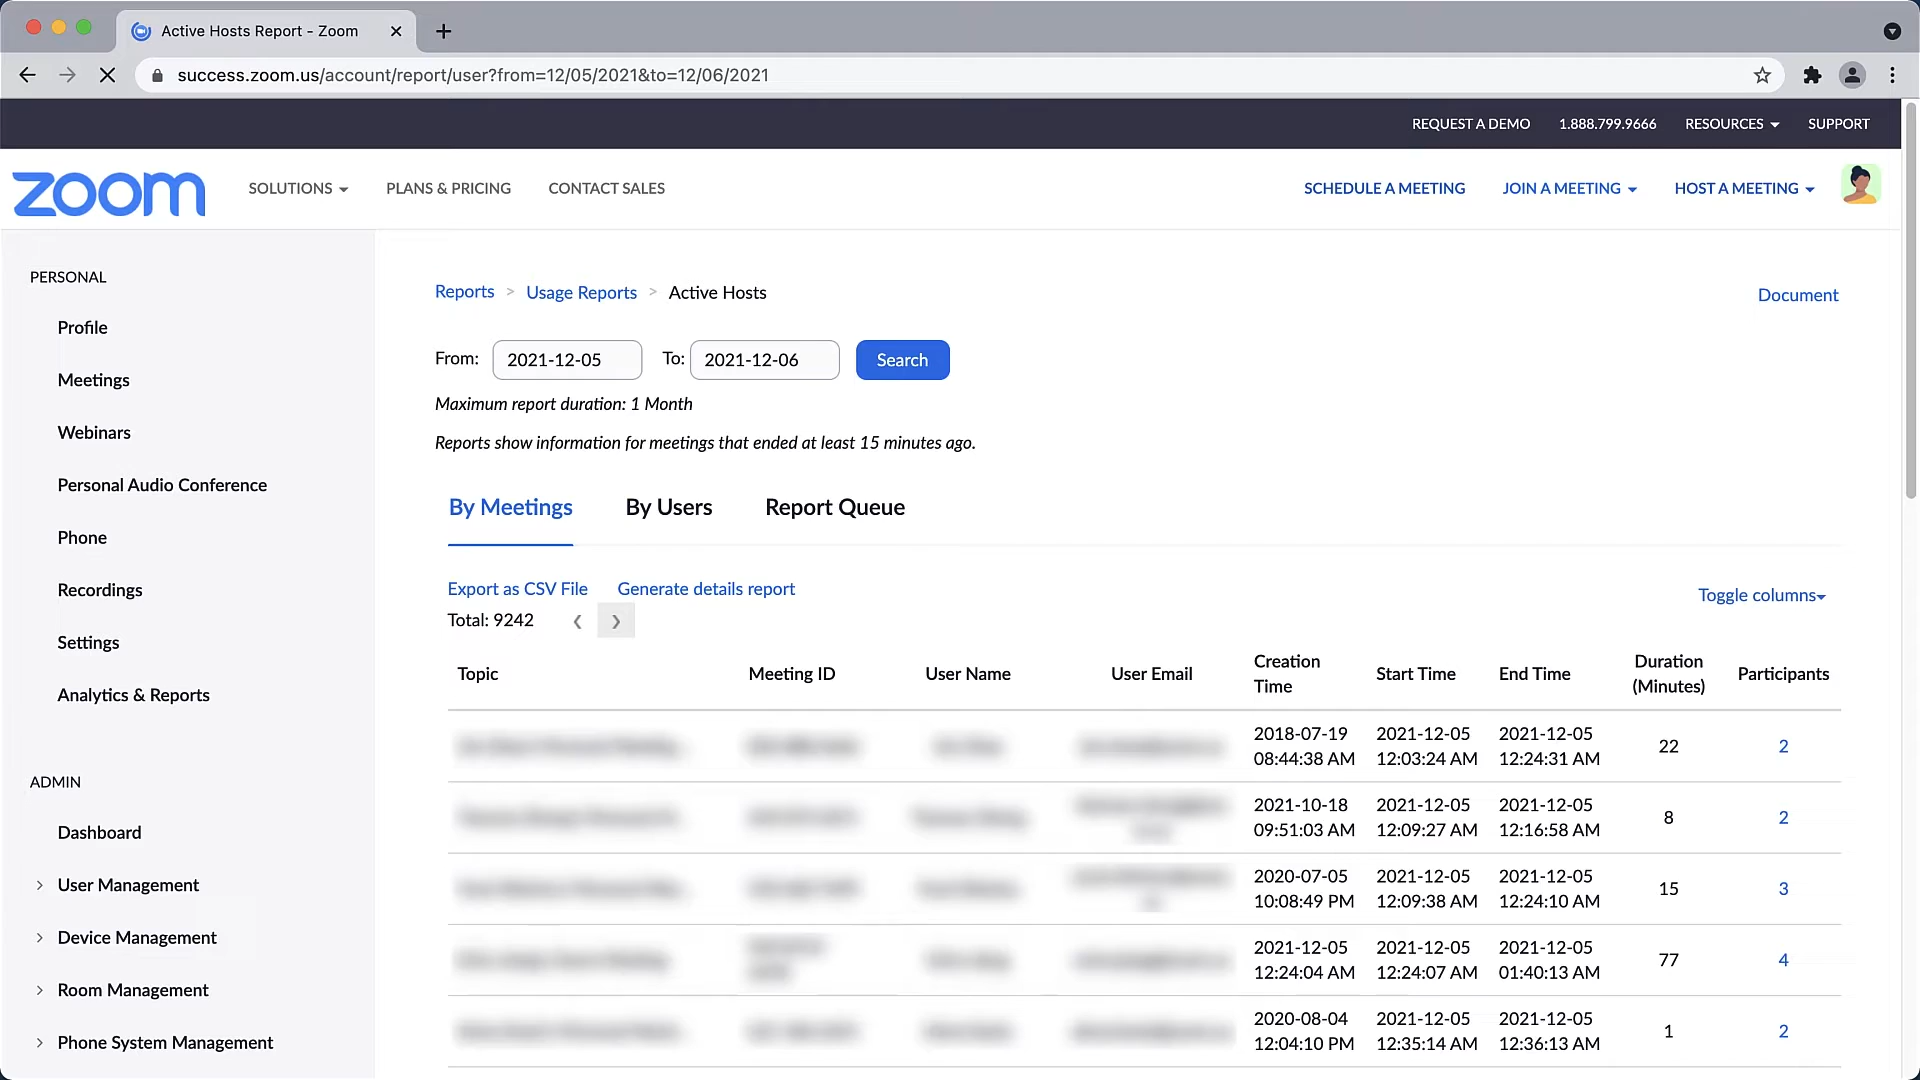 Active Hosts Report - Zoom
success.zoom.us/account/report/user?from=12/05/2021&to=12/06/2021
REQUEST A DEMO 1.888.799.9666 RESOURCES SUPPORT
zoom SOLUTIONS PLANS & PRICING CONTACT SALES SCHEDULE A MEETING JOIN A MEETING HOST A MEETING
PERSONAL
Profile
Meetings
Webinars
Personal Audio Conference
Phone
Recordings
Settings
Analytics & Reports
ADMIN
Dashboard
User Management
Device Management
Room Management
Phone System Management
Reports > Usage Reports > Active Hosts
Document
From: 2021-12-05 To: 2021-12-06 Search
Maximum report duration: 1 Month
Reports show information for meetings that ended at least 15 minutes ago.
By Meetings By Users Report Queue
Export as CSV File Generate details report
Toggle columns
Total: 9242
Topic Meeting ID User Name User Email Creation Time Start Time End Time Duration (Minutes) Participants
2018-07-19 2021-12-05 2021-12-05
08:44:38 AM 12:03:24 AM 12:24:31 AM
22 2
2021-10-18 2021-12-05 2021-12-05
09:51:03 AM 12:09:27 AM 12:16:58 AM
8 2
2020-07-05 2021-12-05 2021-12-05
10:08:49 PM 12:09:38 AM 12:24:10 AM
15 3
2021-12-05 2021-12-05 2021-12-05
12:24:04 AM 12:24:07 AM 01:40:13 AM
77 4
2020-08-04 2021-12-05 2021-12-05
12:04:10 PM 12:35:14 AM 12:36:13 AM
1 2